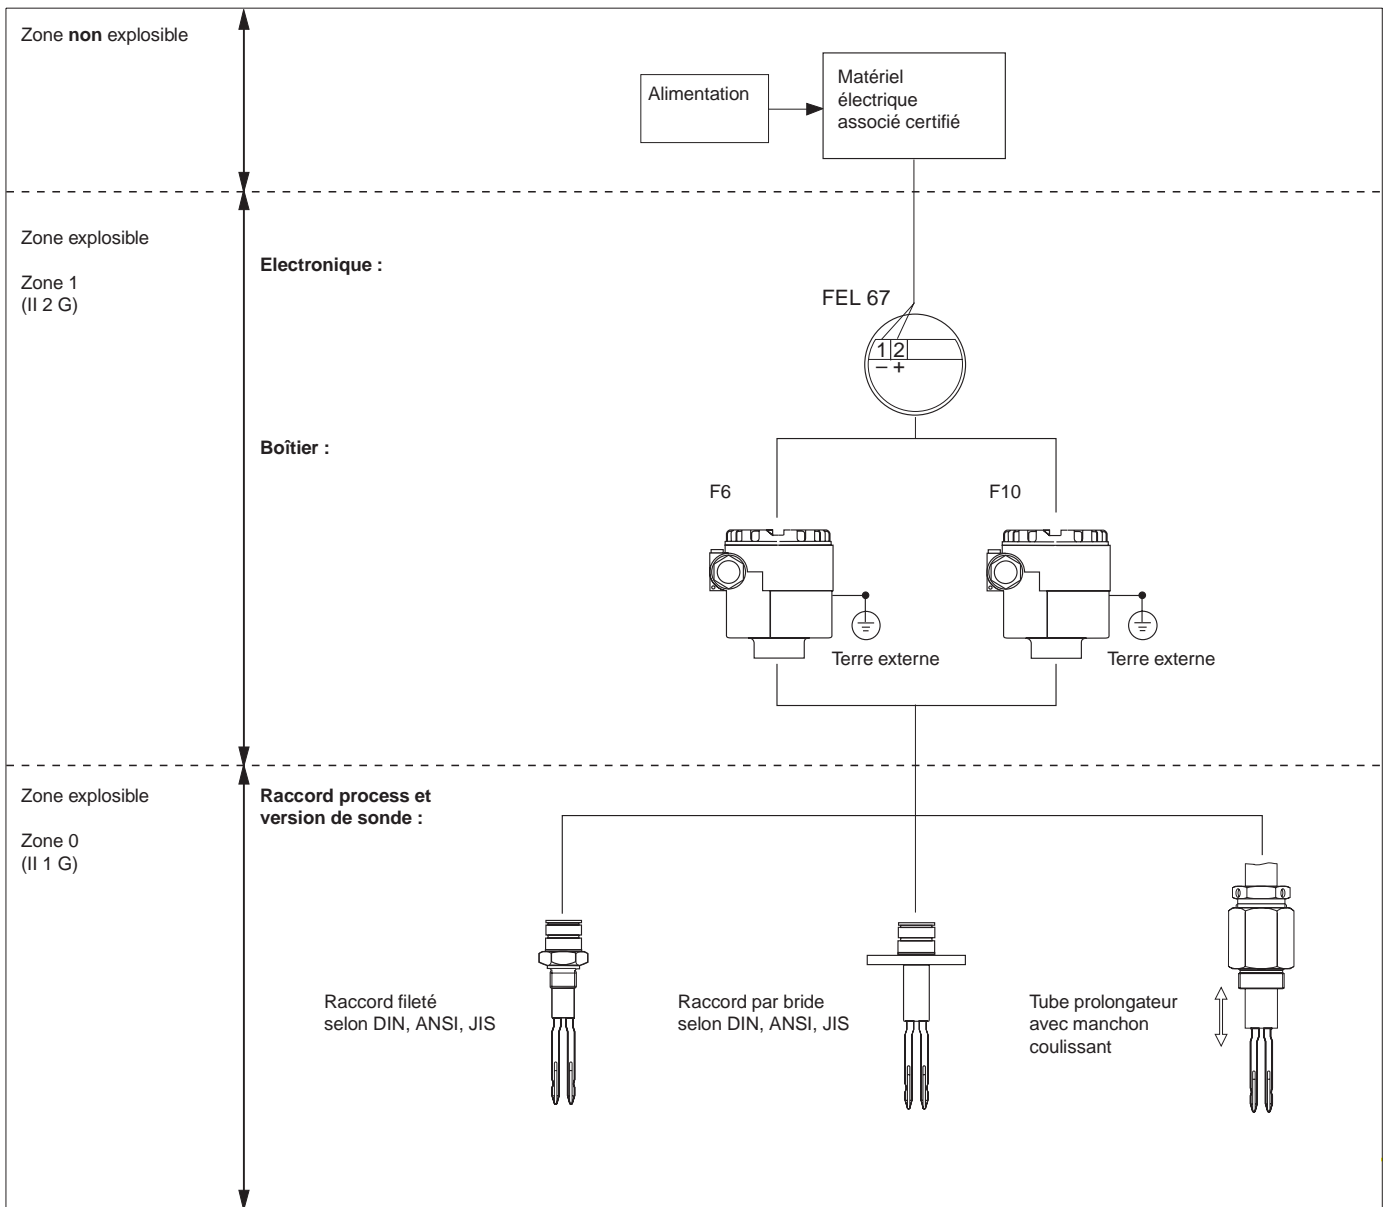 Zone non explosible
Alimentation
Matériel
électrique
associé certifié
Zone explosible
Zone 1
(II 2 G)
Electronique :
FEL 67
1 2
– +
Boîtier :
F6
F10
Terre externe
Terre externe
Zone explosible
Zone 0
(II 1 G)
Raccord process et
version de sonde :
Raccord fileté
selon DIN, ANSI, JIS
Raccord par bride
selon DIN, ANSI, JIS
Tube prolongateur
avec manchon
coulissant